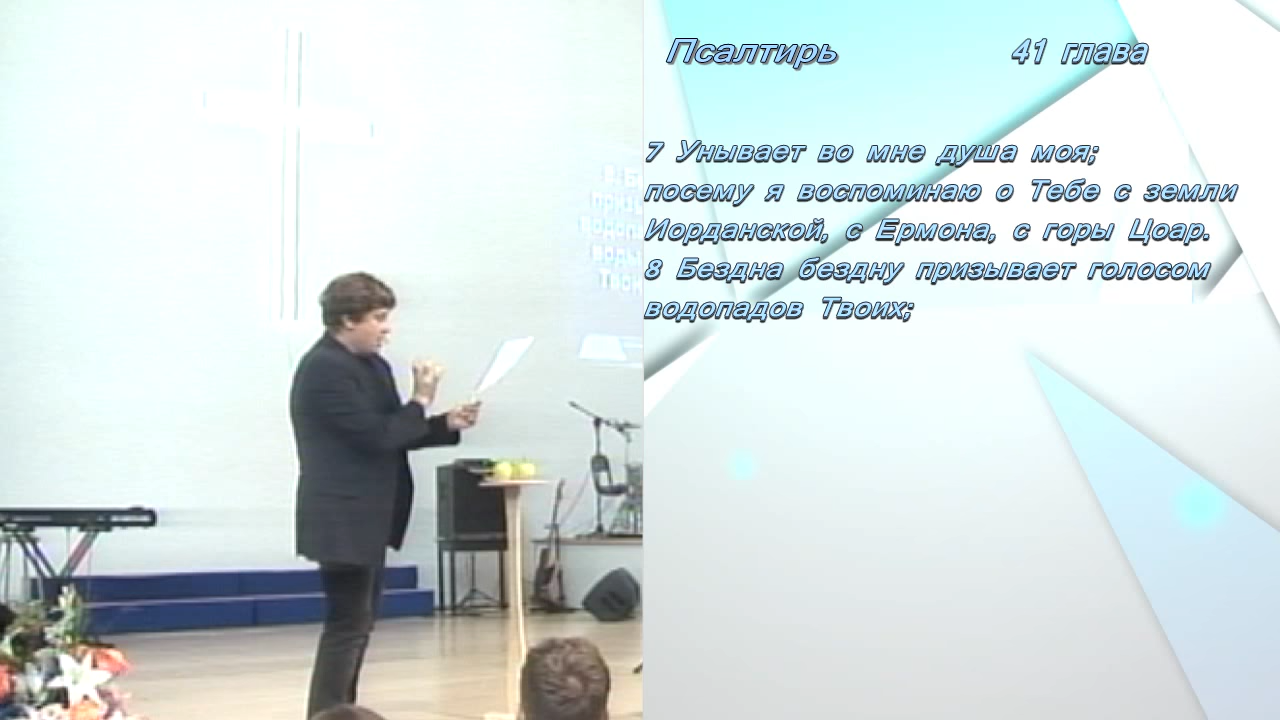 Псалтирь 41 глава
7 Унывает во мне душа моя;
посему я воспоминаю о Тебе с земли
Иорданской, с Ермона, с горы Цоар.
8 Бездна бездну призывает голосом
водопадов Твоих;